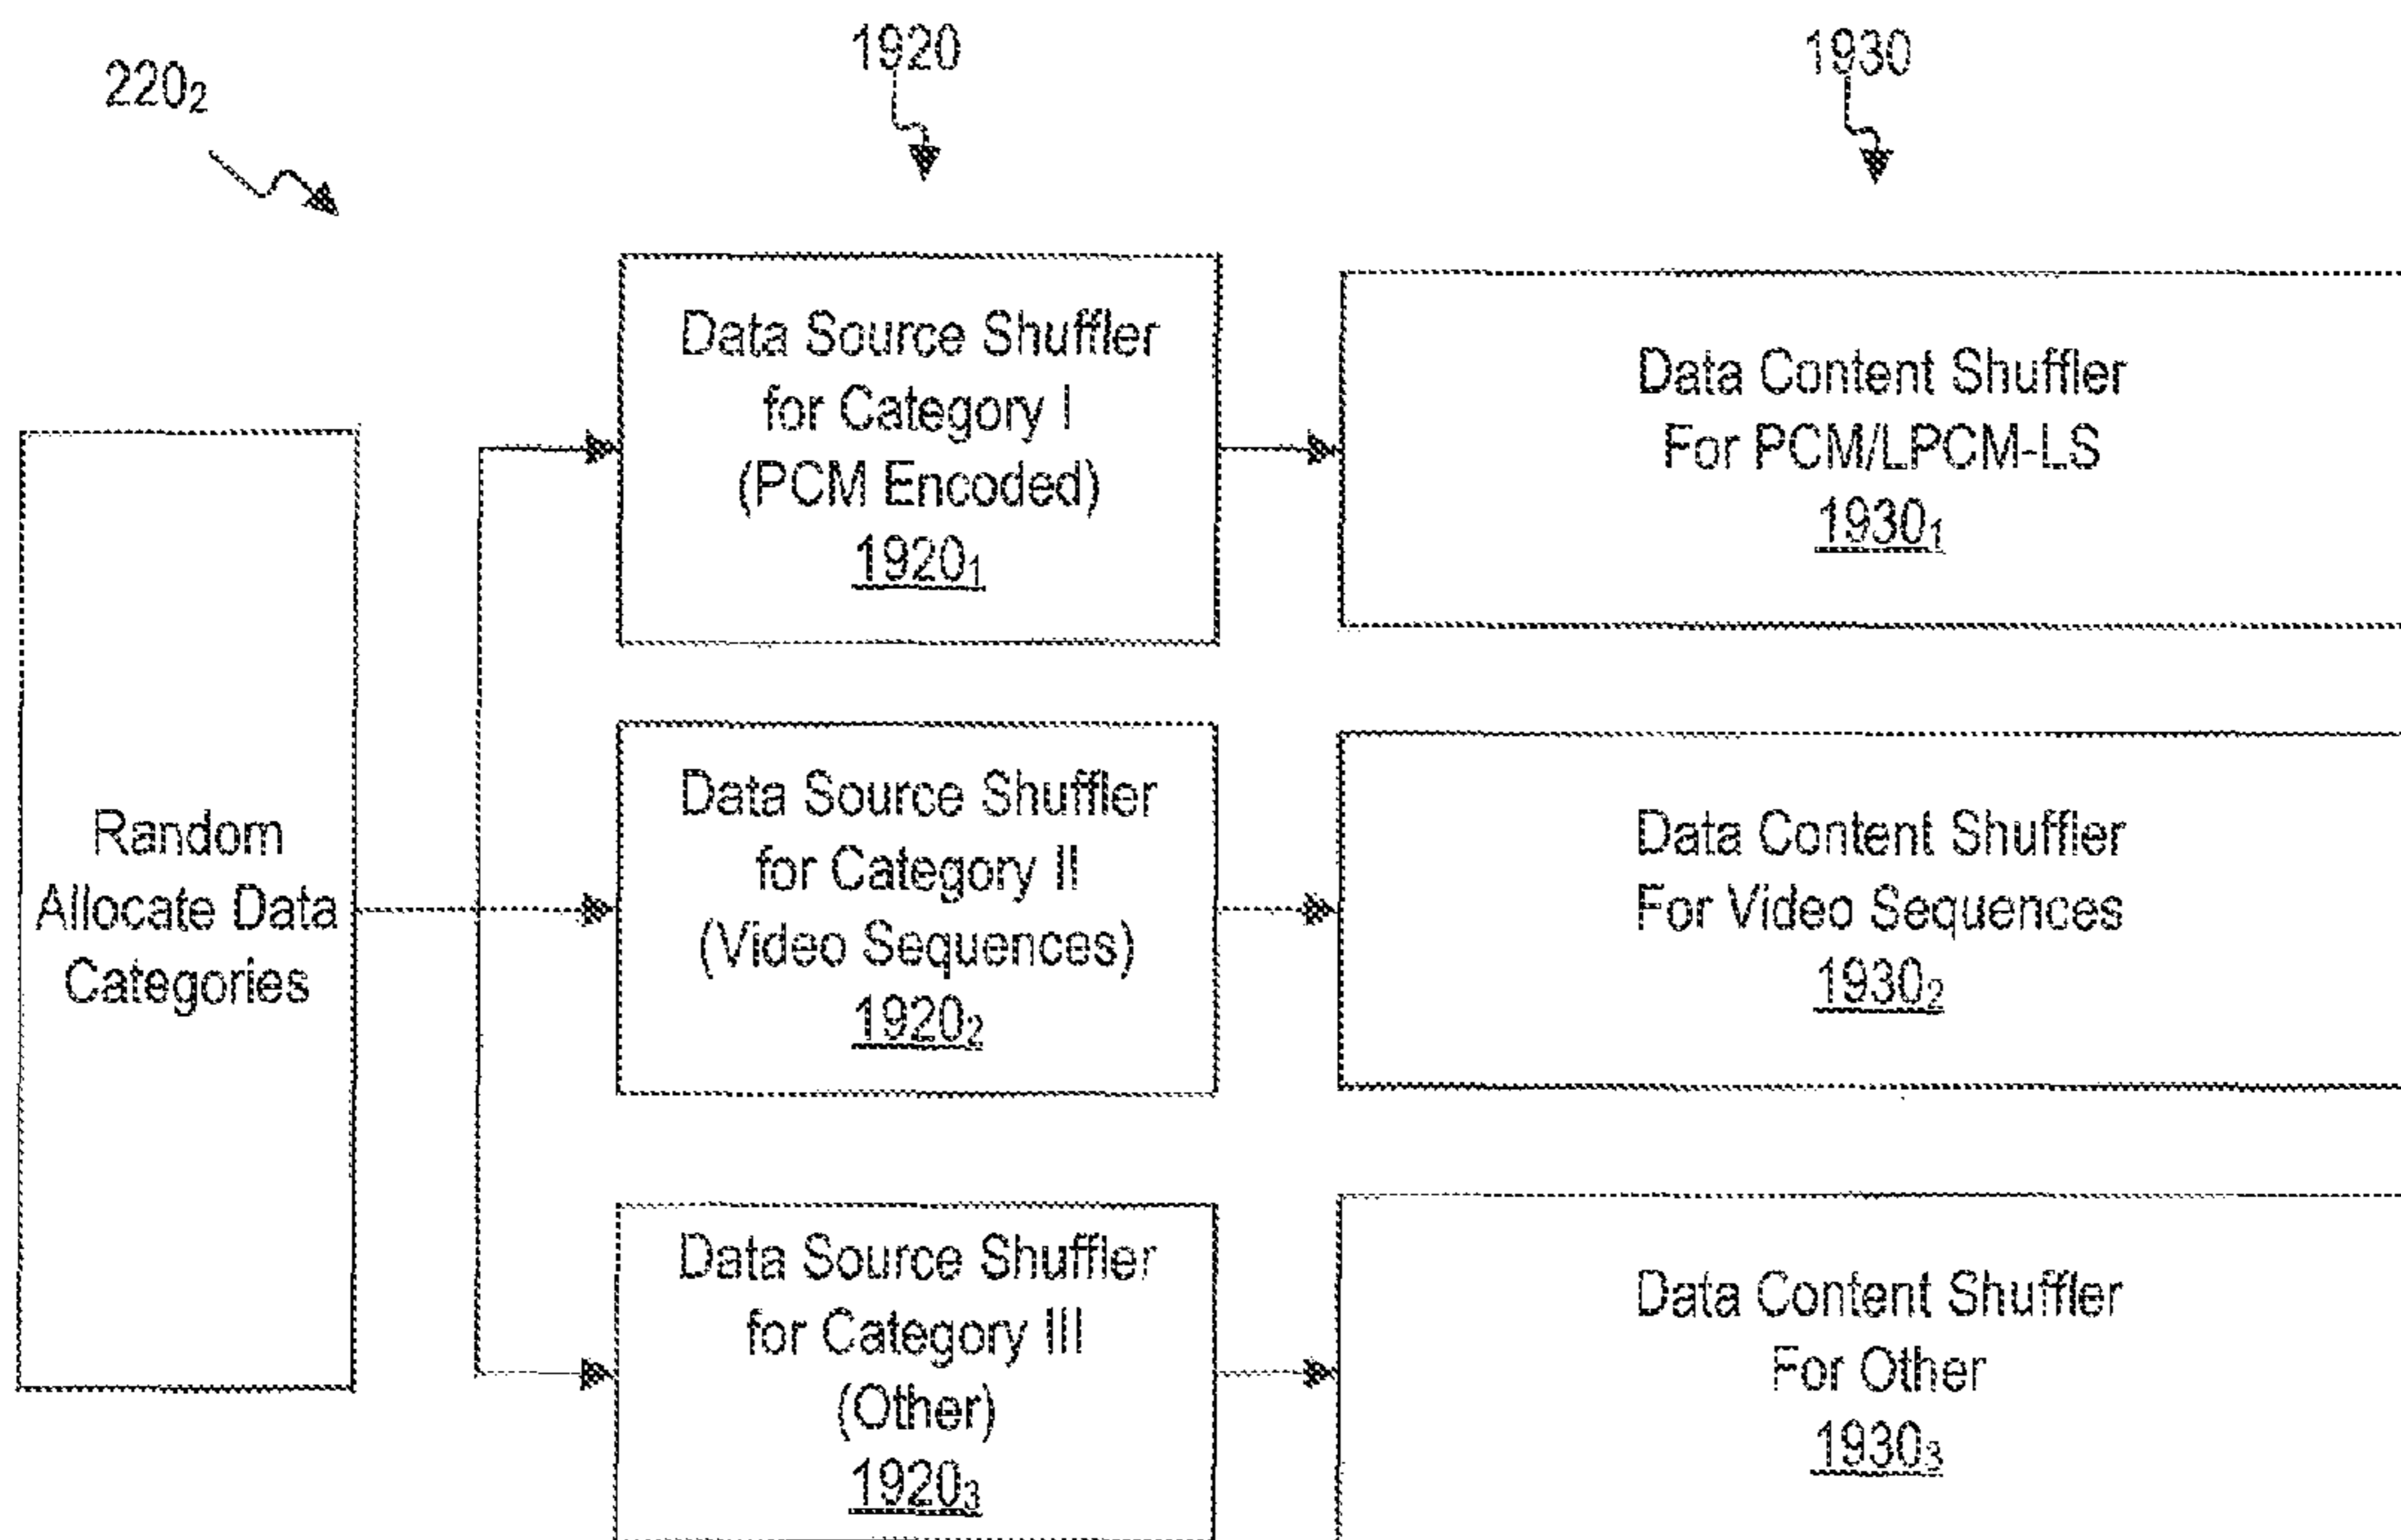 220₂
1920
1930
Random
Allocate Data
Categories
Data Source Shuffler
for Category I
(PCM Encoded)
1920₁
Data Content Shuffler
For PCM/LPCM-LS
1930₁
Data Source Shuffler
for Category II
(Video Sequences)
1920₂
Data Content Shuffler
For Video Sequences
1930₂
Data Source Shuffler
for Category III
(Other)
1920₃
Data Content Shuffler
For Other
1930₃